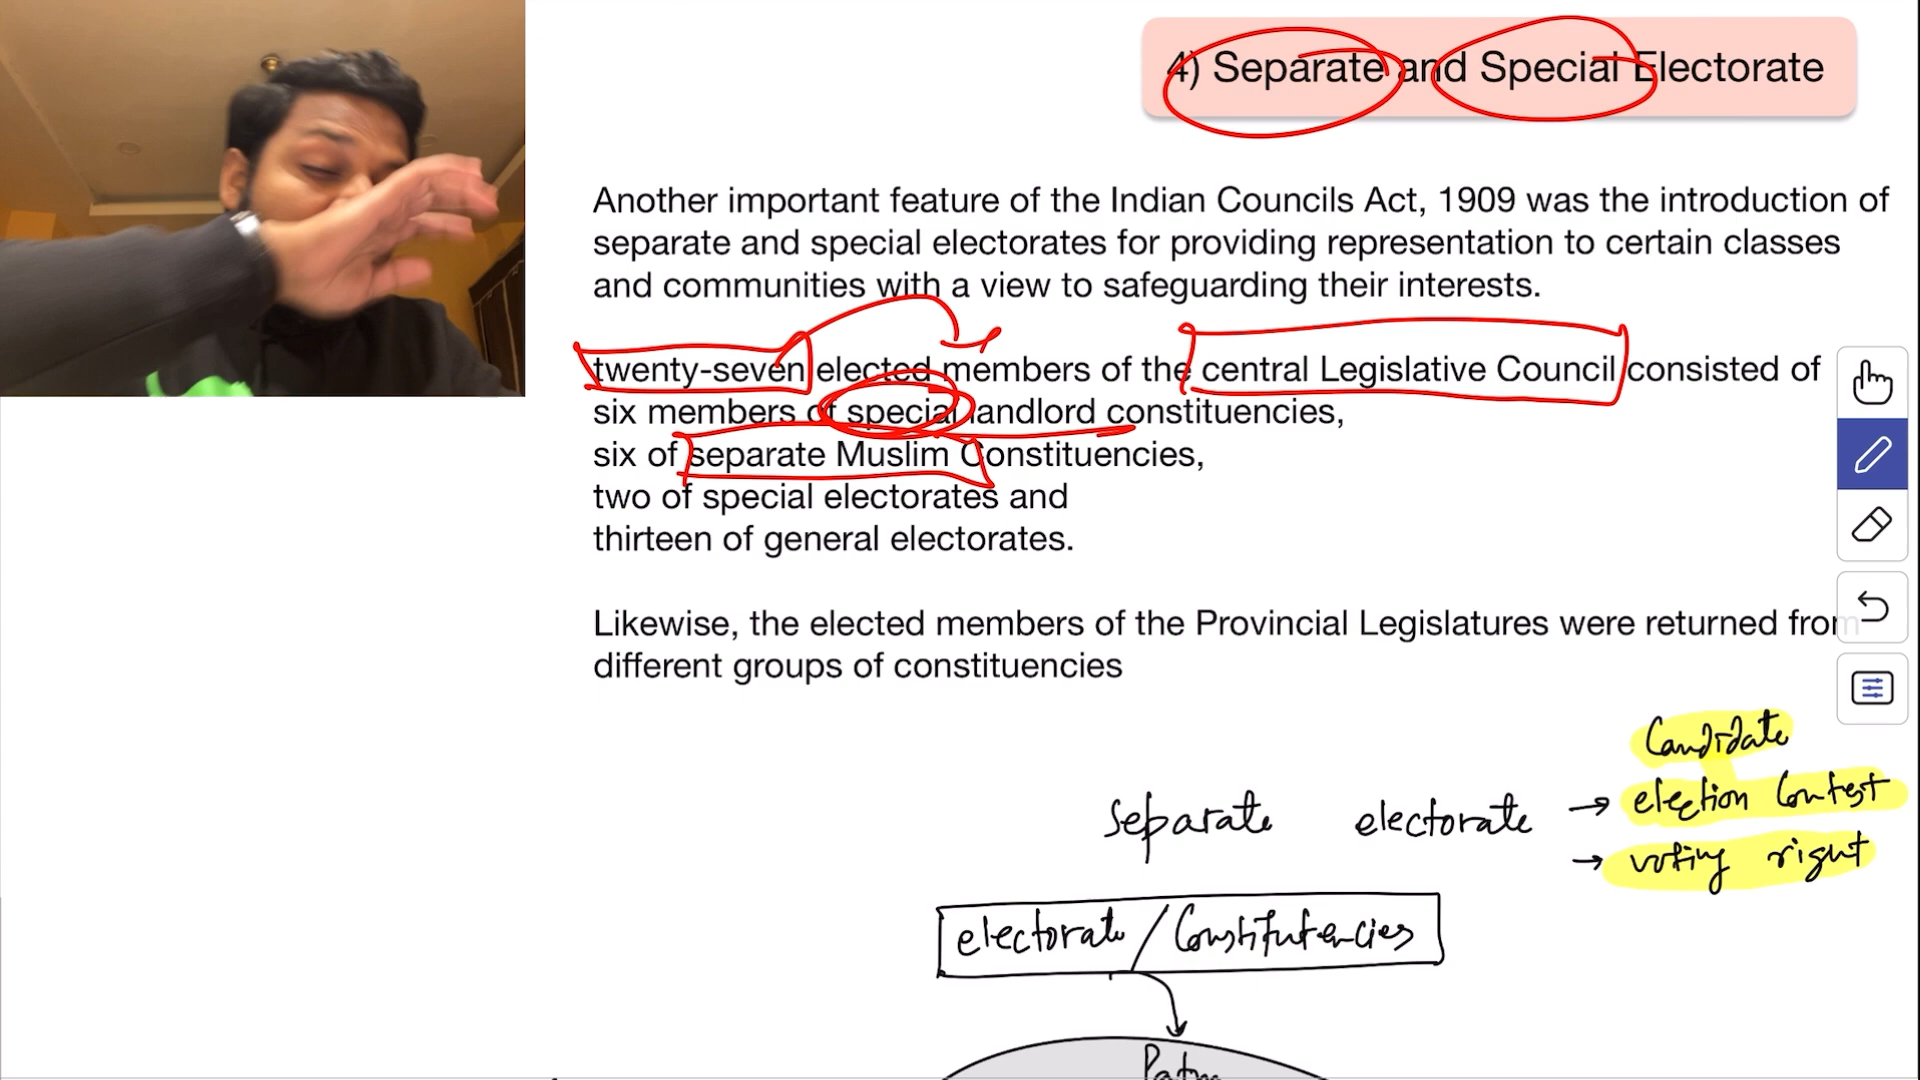 4) Separate and Special Electorate
Another important feature of the Indian Councils Act, 1909 was the introduction of
separate and special electorates for providing representation to certain classes
and communities with a view to safeguarding their interests.
twenty-seven elected members of the central Legislative Council consisted of
six members of special landlord constituencies,
six of separate Muslim Constituencies,
two of special electorates and
thirteen of general electorates.
Likewise, the elected members of the Provincial Legislatures were returned from
different groups of constituencies
Candidate
separate electorate → election Contest
→ voting right
electorate / Constitutencies